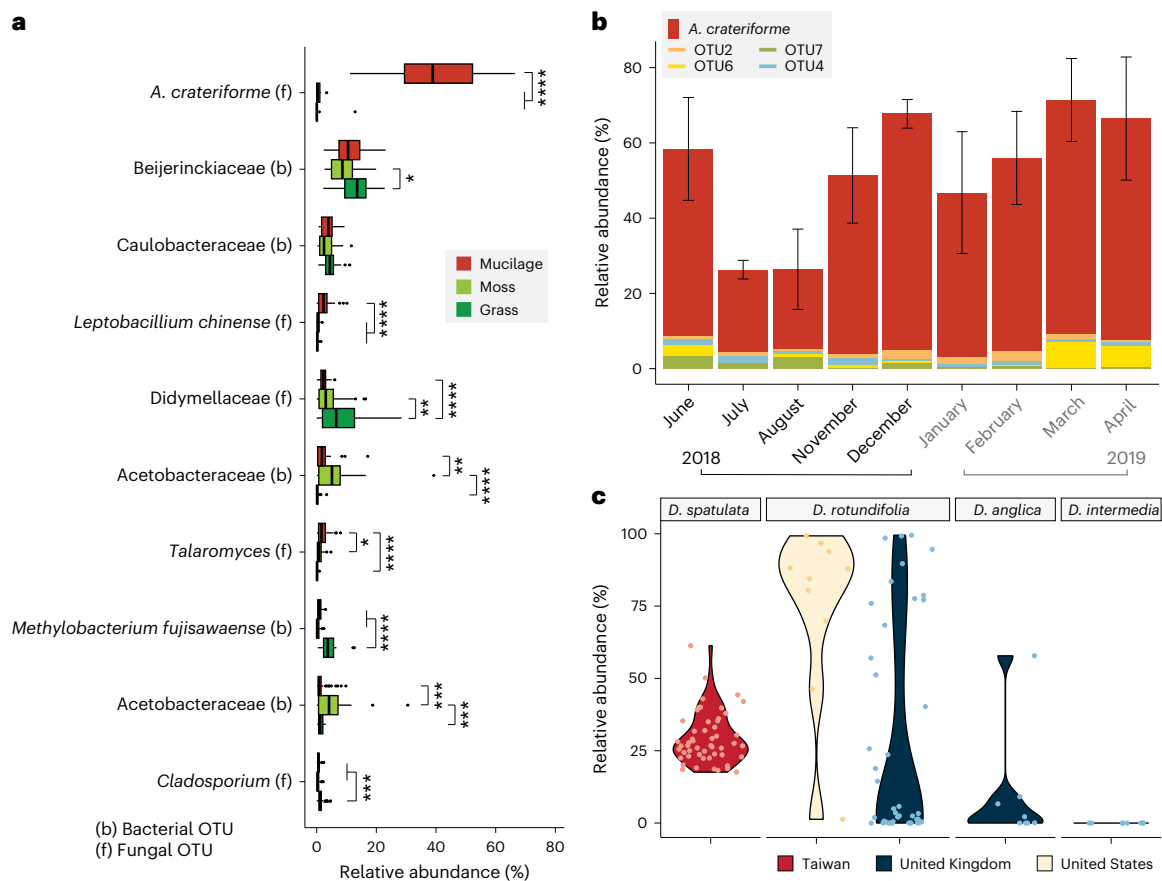 a
A. crateriforme (f)
Beijerinckiaceae (b)
Caulobacteraceae (b)
Leptobacillium chinense (f)
Didymellaceae (f)
Acetobacteraceae (b)
Talaromyces (f)
Methylobacterium fujisawaense (b)
Acetobacteraceae (b)
Cladosporium (f)
(b) Bacterial OTU
(f) Fungal OTU
****
*
****
**
****
**
****
*
****
****
***
***
***
Mucilage
Moss
Grass
0 20 40 60 80
Relative abundance (%)
b
A. crateriforme
OTU2 OTU7
OTU6 OTU4
Relative abundance (%)
80
60
40
20
0
June July August November December January February March April
2018 2019
c
D. spatulata D. rotundifolia D. anglica D. intermedia
Relative abundance (%)
100
75
50
25
0
Taiwan United Kingdom United States